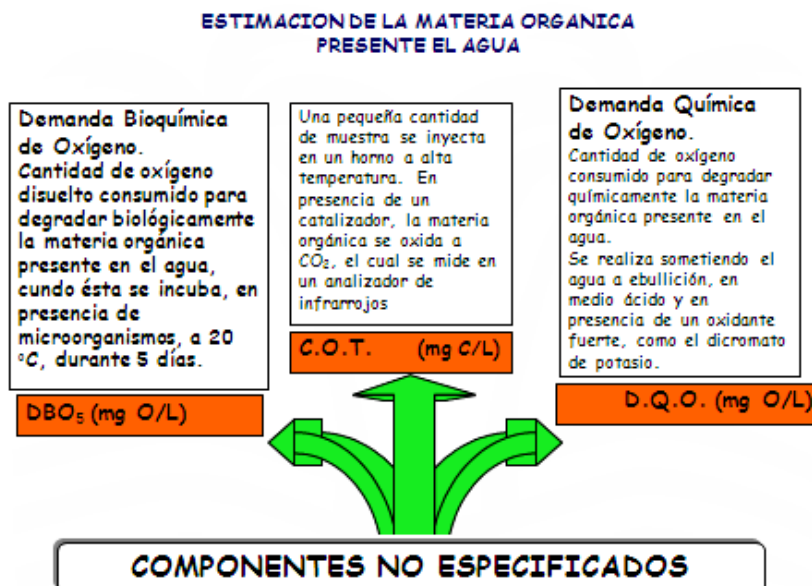 ESTIMACION DE LA MATERIA ORGANICA
PRESENTE EL AGUA
Demanda Bioquímica
de Oxígeno.
Cantidad de oxígeno
disuelto consumido para
degradar biológicamente
la materia orgánica
presente en el agua,
cundo ésta se incuba, en
presencia de
microorganismos, a 20
ºC, durante 5 días.
DBO₅ (mg O/L)
Una pequeña cantidad
de muestra se inyecta
en un horno a alta
temperatura. En
presencia de un
catalizador, la materia
orgánica se oxida a
CO₂, el cual se mide en
un analizador de
infrarrojos
C.O.T. (mg C/L)
Demanda Química
de Oxígeno.
Cantidad de oxígeno
consumido para degradar
químicamente la materia
orgánica presente en el
agua.
Se realiza sometiendo el
agua a ebullición, en
medio ácido y en
presencia de un oxidante
fuerte, como el dicromato
de potasio.
D.Q.O. (mg O/L)
COMPONENTES NO ESPECIFICADOS